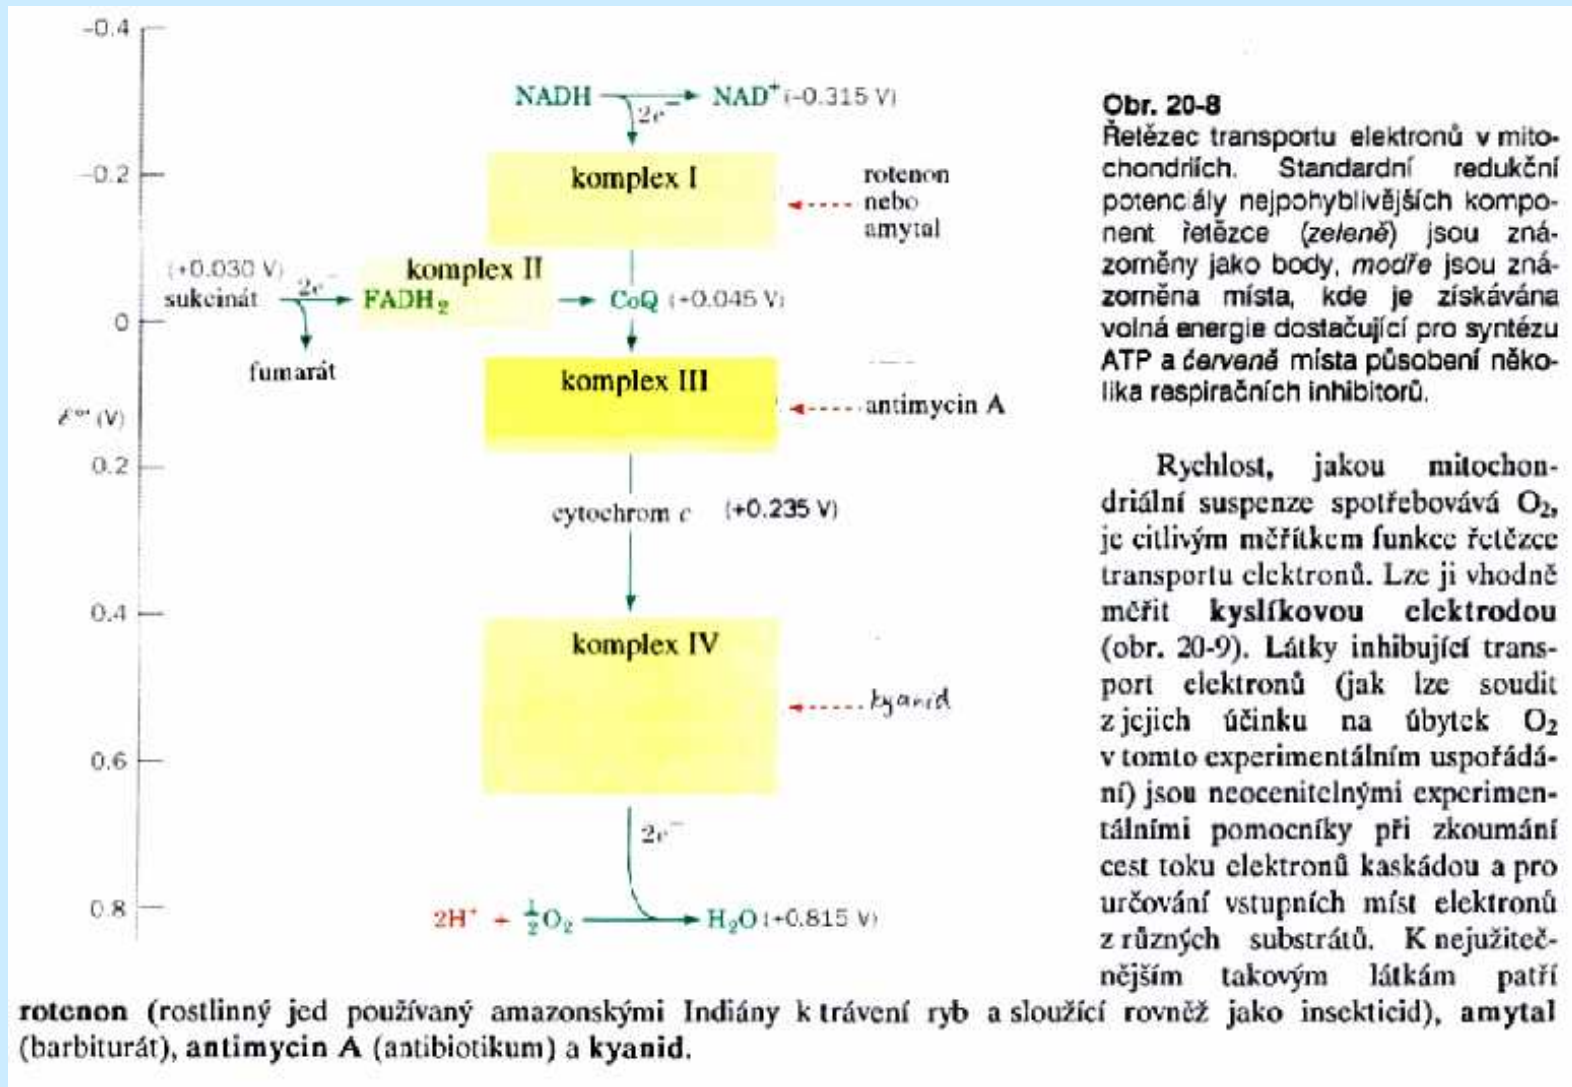 -0.4
NADH
NAD⁺ (-0.315 V)
2e⁻
-0.2
komplex I
rotenon
nebo
amytal
(+0.030 V)
sukcinát
2e⁻
komplex II
FADH₂
CoQ (+0.045 V)
0
fumarát
komplex III
antimycin A
ℰ°' (V)
0.2
cytochrom c (+0.235 V)
0.4
komplex IV
kyanid
0.6
2e⁻
0.8
2H⁺ + ½O₂
H₂O (+0.815 V)
Obr. 20-8
Řetězec transportu elektronů v mito-
chondriích. Standardní redukční
potenciály nejpohyblivějších kompo-
nent řetězce (zeleně) jsou zná-
zorněny jako body, modře jsou zná-
zorněna místa, kde je získávána
volná energie dostačující pro syntézu
ATP a červeně místa působení něko-
lika respiračních inhibitorů.
Rychlost, jakou mitochon-
driální suspenze spotřebovává O₂,
je citlivým měřítkem funkce řetězce
transportu elektronů. Lze ji vhodně
měřit kyslíkovou elektrodou
(obr. 20-9). Látky inhibující trans-
port elektronů (jak lze soudit
z jejich účinku na úbytek O₂
v tomto experimentálním uspořádá-
ní) jsou neocenitelnými experimen-
tálními pomocníky při zkoumání
cest toku elektronů kaskádou a pro
určování vstupních míst elektronů
z různých substrátů. K nejužiteč-
nějším takovým látkám patří
rotenon (rostlinný jed používaný amazonskými Indiány k trávení ryb a sloužící rovněž jako insekticid), amytal
(barbiturát), antimycin A (antibiotikum) a kyanid.